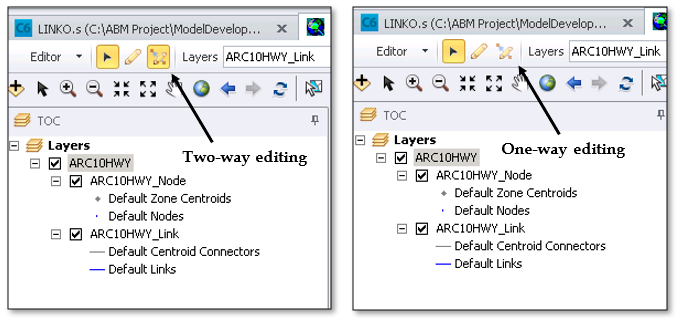 C6 LINKO.s (C:\ABM Project\ModelDevelop...
Editor Layers ARC10HWY_Link
TOC
Two-way editing
Layers
ARC10HWY
ARC10HWY_Node
Default Zone Centroids
Default Nodes
ARC10HWY_Link
Default Centroid Connectors
Default Links
C6 LINKO.s (C:\ABM Project\ModelDevelop...
Editor Layers ARC10HWY_Link
TOC
One-way editing
Layers
ARC10HWY
ARC10HWY_Node
Default Zone Centroids
Default Nodes
ARC10HWY_Link
Default Centroid Connectors
Default Links